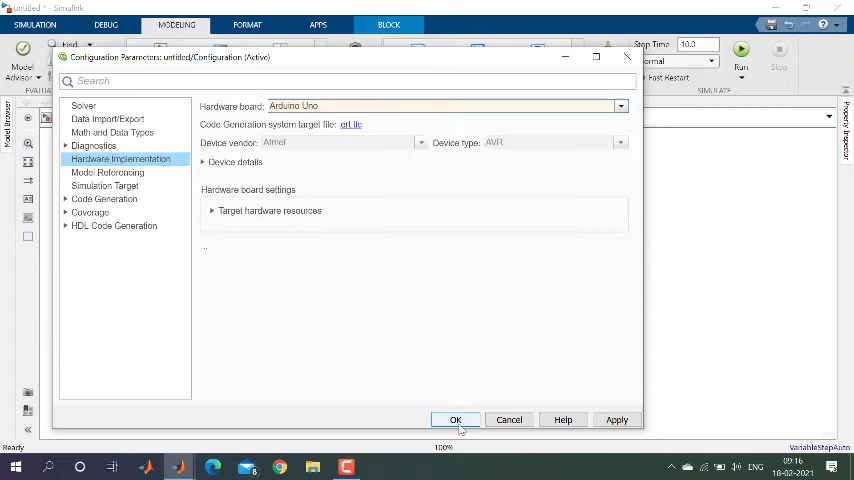 untitled * - Simulink
SIMULATION
DEBUG
MODELING
FORMAT
APPS
BLOCK
Model
Advisor
Find
Stop Time 10.0
Normal
Fast Restart
Run
Stop
SIMULATE
Configuration Parameters: untitled/Configuration (Active)
Search
Model Browser
Solver
Data Import/Export
Math and Data Types
Diagnostics
Hardware Implementation
Model Referencing
Simulation Target
Code Generation
Coverage
HDL Code Generation
Hardware board: Arduino Uno
Code Generation system target file: ert.tlc
Device vendor: Atmel
Device type: AVR
Device details
Hardware board settings
Target hardware resources
...
OK
Cancel
Help
Apply
Ready
100%
VariableStepAuto
8
ENG
09:16
18-02-2021